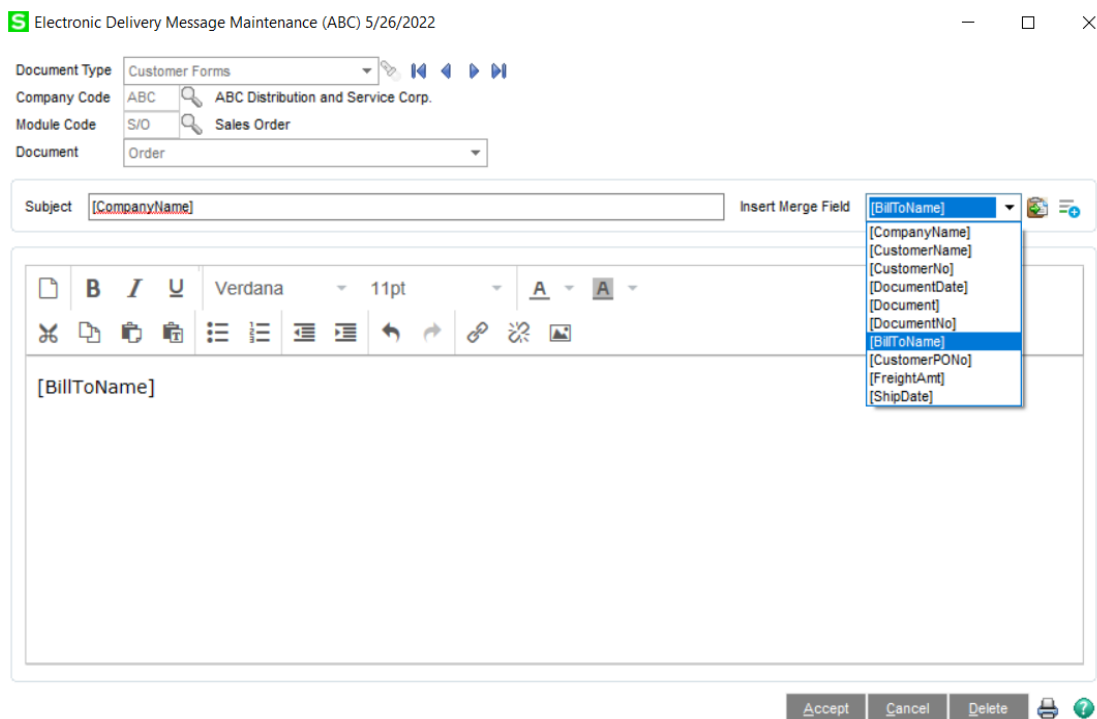 S Electronic Delivery Message Maintenance (ABC) 5/26/2022
Document Type Customer Forms
Company Code ABC ABC Distribution and Service Corp.
Module Code S/O Sales Order
Document Order
Subject [CompanyName] Insert Merge Field [BillToName]
[CompanyName]
[CustomerName]
[CustomerNo]
[DocumentDate]
[Document]
[DocumentNo]
[BillToName]
[CustomerPONo]
[FreightAmt]
[ShipDate]
B I U Verdana 11pt A A
[BillToName]
Accept Cancel Delete